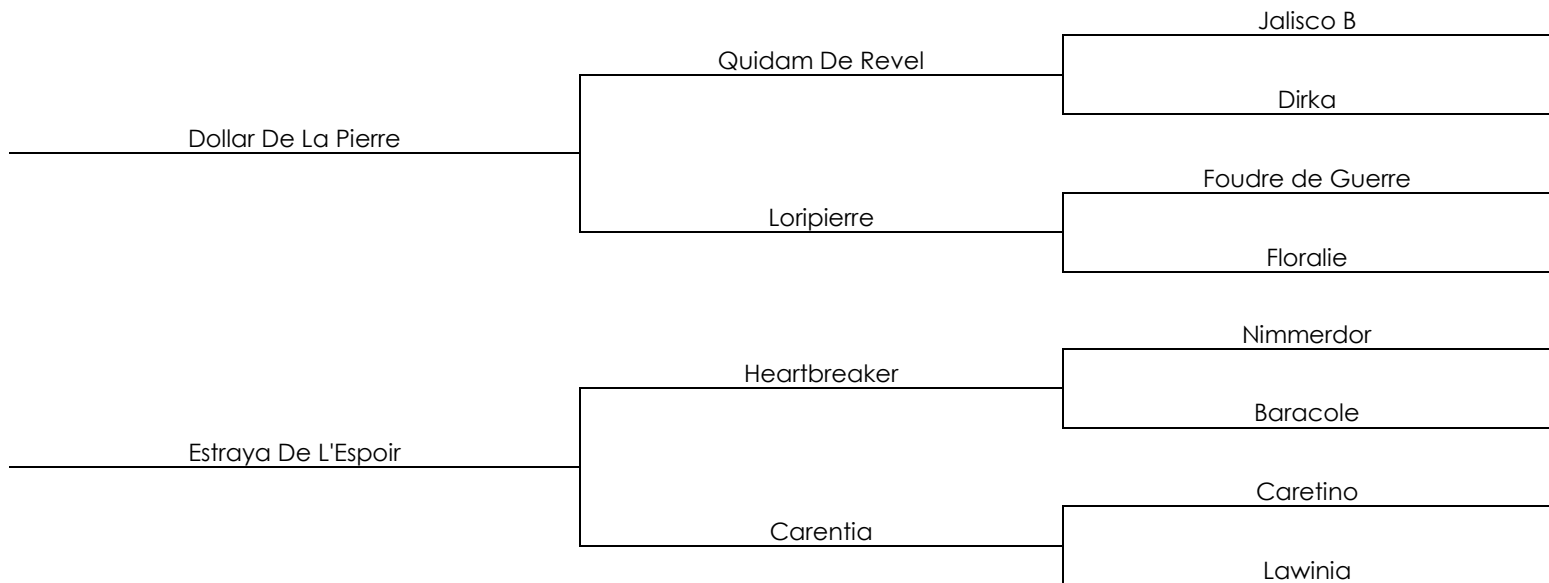 Jalisco B
Quidam De Revel
Dirka
Dollar De La Pierre
Foudre de Guerre
Loripierre
Floralie
Nimmerdor
Heartbreaker
Baracole
Estraya De L'Espoir
Caretino
Carentia
Lawinia